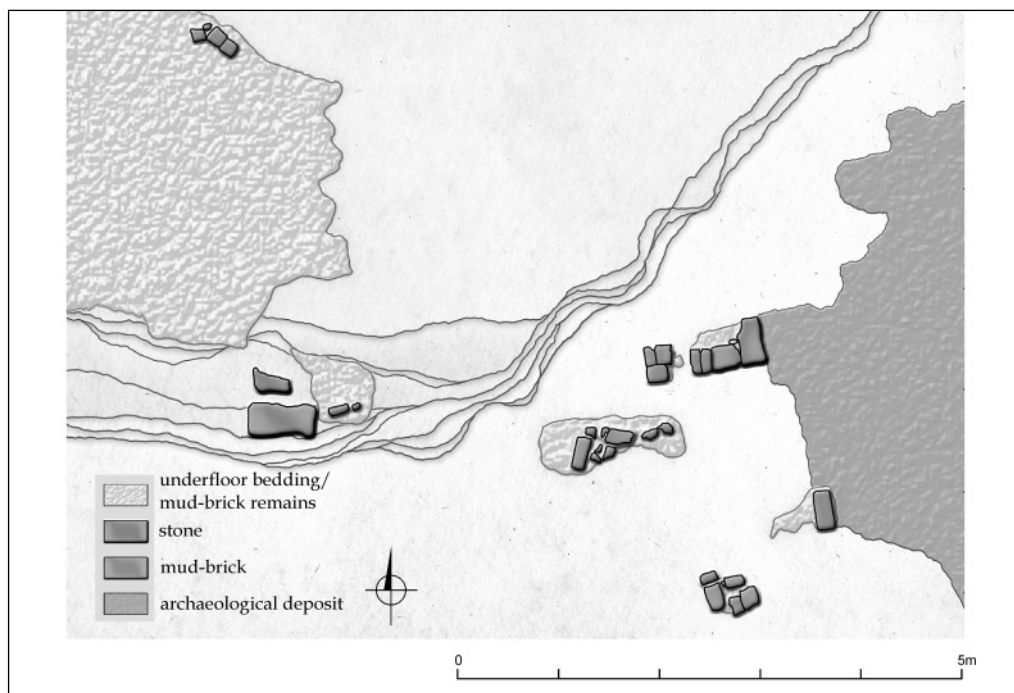 underfloor bedding/
mud-brick remains
stone
mud-brick
archaeological deposit
0
5m